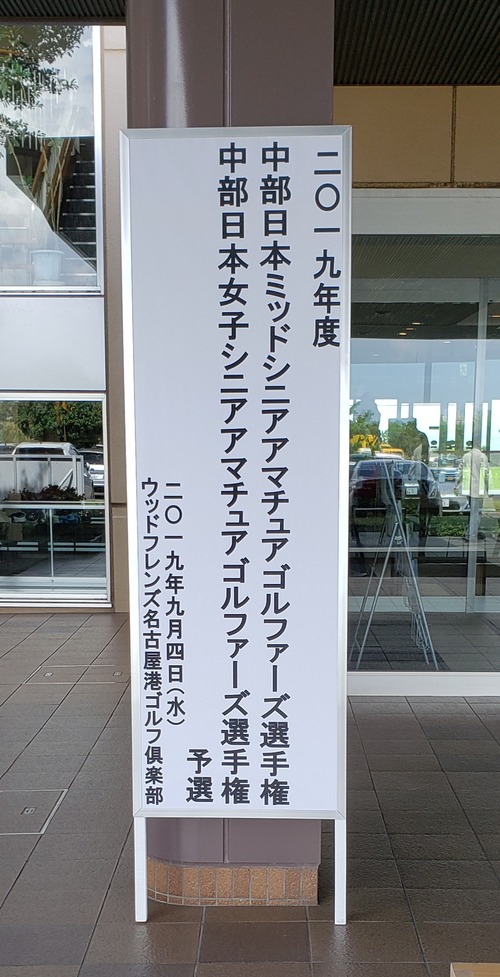 二〇一九年度
中部日本ミッドシニアアマチュアゴルファーズ選手権
中部日本女子シニアアマチュアゴルファーズ選手権
予選
二〇一九年九月四日(水)
ウッドフレンズ名古屋港ゴルフ倶楽部